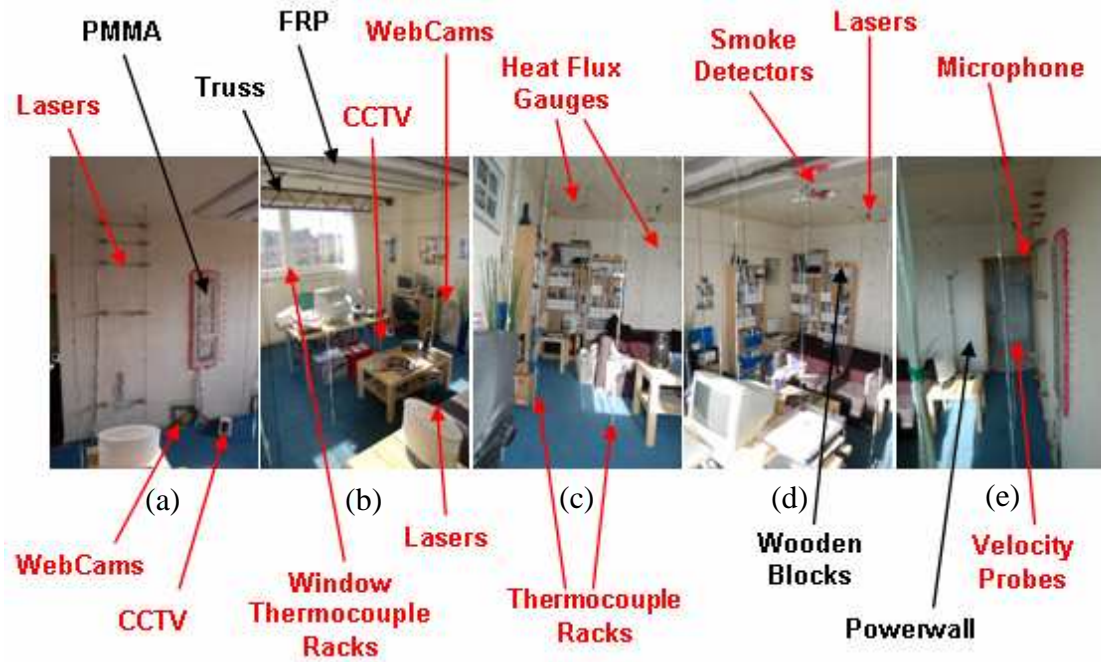 PMMA
FRP
WebCams
Lasers
Truss
CCTV
Heat Flux
Gauges
Smoke
Detectors
Lasers
Microphone
(a)
(b)
(c)
(d)
(e)
WebCams
CCTV
Window
Thermocouple
Racks
Lasers
Thermocouple
Racks
Wooden
Blocks
Powerwall
Velocity
Probes